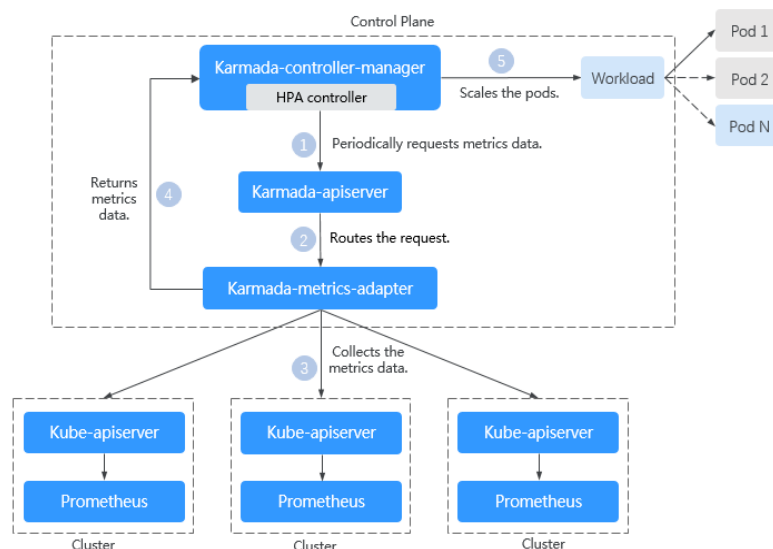 Control Plane
Pod 1
Karmada-controller-manager
5
HPA controller
Scales the pods.
Workload
Pod 2
Pod N
1
Periodically requests metrics data.
Returns
metrics
data.
4
Karmada-apiserver
2
Routes the request.
Karmada-metrics-adapter
3
Collects the
metrics data.
Kube-apiserver
Kube-apiserver
Kube-apiserver
Prometheus
Prometheus
Prometheus
Cluster
Cluster
Cluster